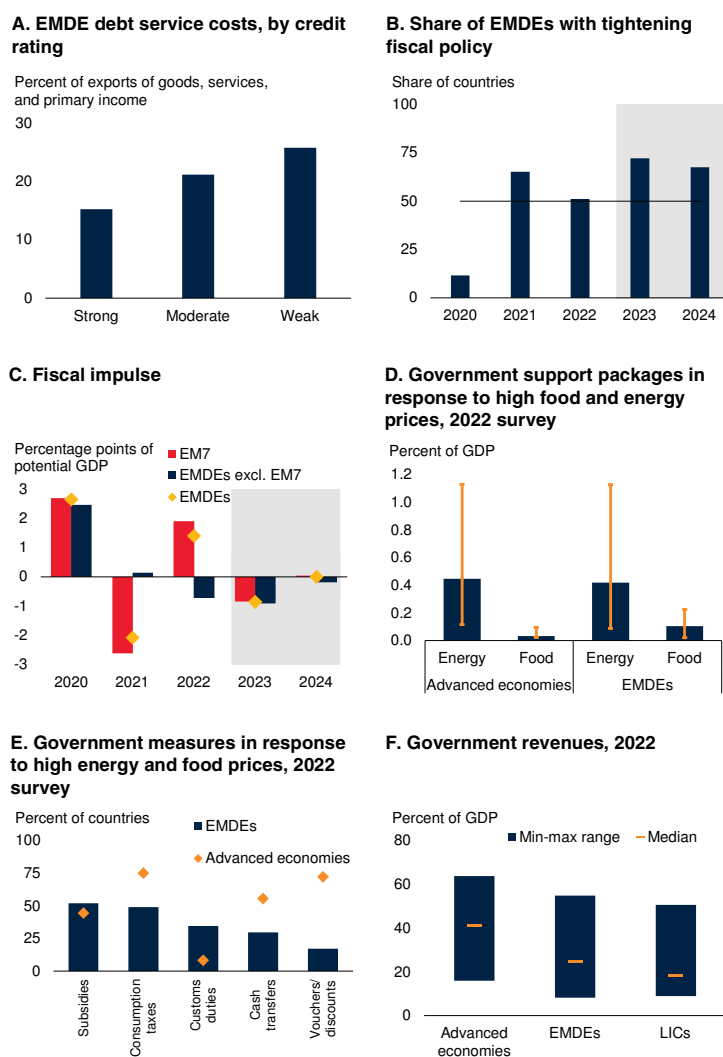 A. EMDE debt service costs, by credit
rating
Percent of exports of goods, services,
and primary income
30
20
10
0
Strong Moderate Weak
B. Share of EMDEs with tightening
fiscal policy
Share of countries
100
75
50
25
0
2020 2021 2022 2023 2024
C. Fiscal impulse
Percentage points of
potential GDP
EM7
EMDEs excl. EM7
EMDEs
3
2
1
0
-1
-2
-3
2020 2021 2022 2023 2024
D. Government support packages in
response to high food and energy
prices, 2022 survey
Percent of GDP
1.2
1.0
0.8
0.6
0.4
0.2
0.0
Energy Food Energy Food
Advanced economies EMDEs
E. Government measures in response
to high energy and food prices, 2022
survey
Percent of countries
EMDEs
Advanced economies
100
75
50
25
0
Subsidies
Consumption
taxes
Customs
duties
Cash
transfers
Vouchers/
discounts
F. Government revenues, 2022
Percent of GDP
Min-max range Median
80
60
40
20
0
Advanced
economies
EMDEs
LICs